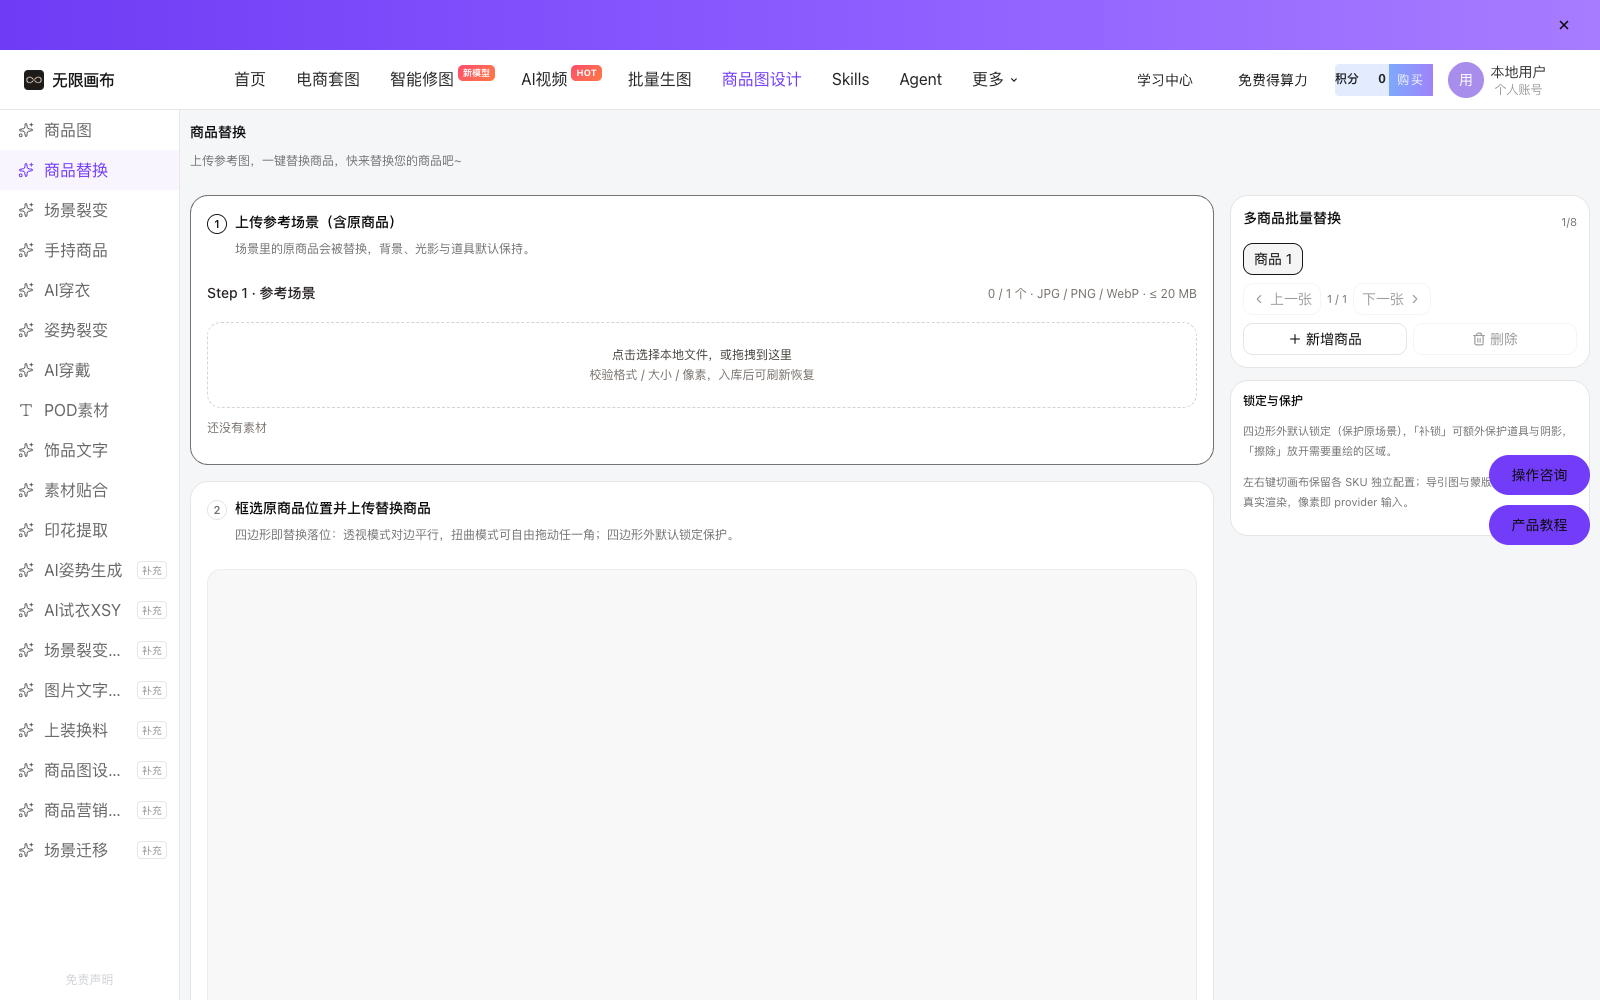 无限画布
首页
电商套图
智能修图
新模型
AI视频
HOT
批量生图
商品图设计
Skills
Agent
更多
学习中心
免费得算力
积分 0
购买
用
本地用户
个人账号
商品图
商品替换
场景裂变
手持商品
AI穿衣
姿势裂变
AI穿戴
POD素材
饰品文字
素材贴合
印花提取
AI姿势生成 补充
AI试衣XSY 补充
场景裂变... 补充
图片文字... 补充
上装换料 补充
商品图设... 补充
商品营销... 补充
场景迁移 补充
免责声明
商品替换
上传参考图，一键替换商品，快来替换您的商品吧~
1 上传参考场景（含原商品）
场景里的原商品会被替换，背景、光影与道具默认保持。
Step 1 · 参考场景
0 / 1 个 · JPG / PNG / WebP · ≤ 20 MB
点击选择本地文件，或拖拽到这里
校验格式 / 大小 / 像素，入库后可刷新恢复
还没有素材
2 框选原商品位置并上传替换商品
四边形即替换落位：透视模式对边平行，扭曲模式可自由拖动任一角；四边形外默认锁定保护。
多商品批量替换
1/8
商品 1
上一张
1 / 1
下一张
新增商品
删除
锁定与保护
四边形外默认锁定（保护原场景），「补锁」可额外保护道具与阴影，
「擦除」放开需要重绘的区域。
左右键切画布保留各 SKU 独立配置；导引图与蒙版
真实渲染，像素即 provider 输入。
操作咨询
产品教程